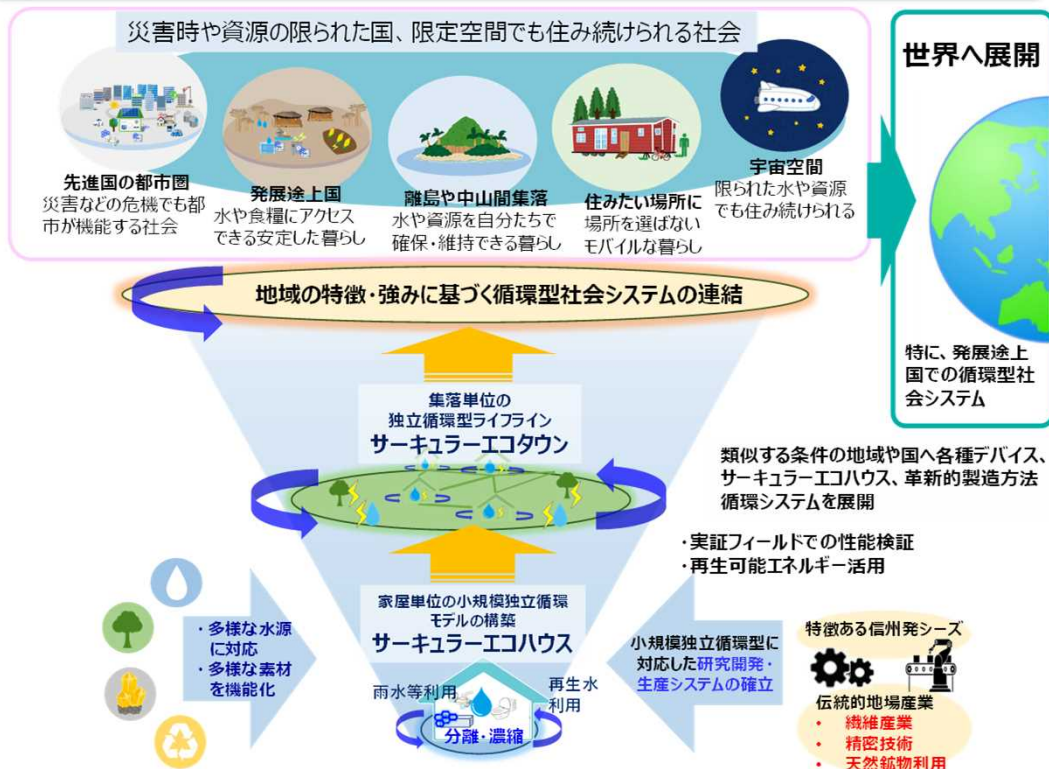 災害時や資源の限られた国、限定空間でも住み続けられる社会
先進国の都市圏
災害などの危機でも都
市が機能する社会
発展途上国
水や食糧にアクセス
できる安定した暮らし
離島や中山間集落
水や資源を自分たちで
確保・維持できる暮らし
住みたい場所に
場所を選ばない
モバイルな暮らし
宇宙空間
限られた水や資源
でも住み続けられる
世界へ展開
特に、発展途上
国での循環型社
会システム
地域の特徴・強みに基づく循環型社会システムの連結
集落単位の
独立循環型ライフライン
サーキュラーエコタウン
類似する条件の地域や国へ各種デバイス、
サーキュラーエコハウス、革新的製造方法
循環システムを展開
・実証フィールドでの性能検証
・再生可能エネルギー活用
家屋単位の小規模独立循環
モデルの構築
サーキュラーエコハウス
・多様な水源
に対応
・多様な素材
を機能化
雨水等利用
再生水
利用
分離・濃縮
小規模独立循環型に
対応した研究開発・
生産システムの確立
特徴ある信州発シーズ
伝統的地場産業
• 繊維産業
• 精密技術
• 天然鉱物利用